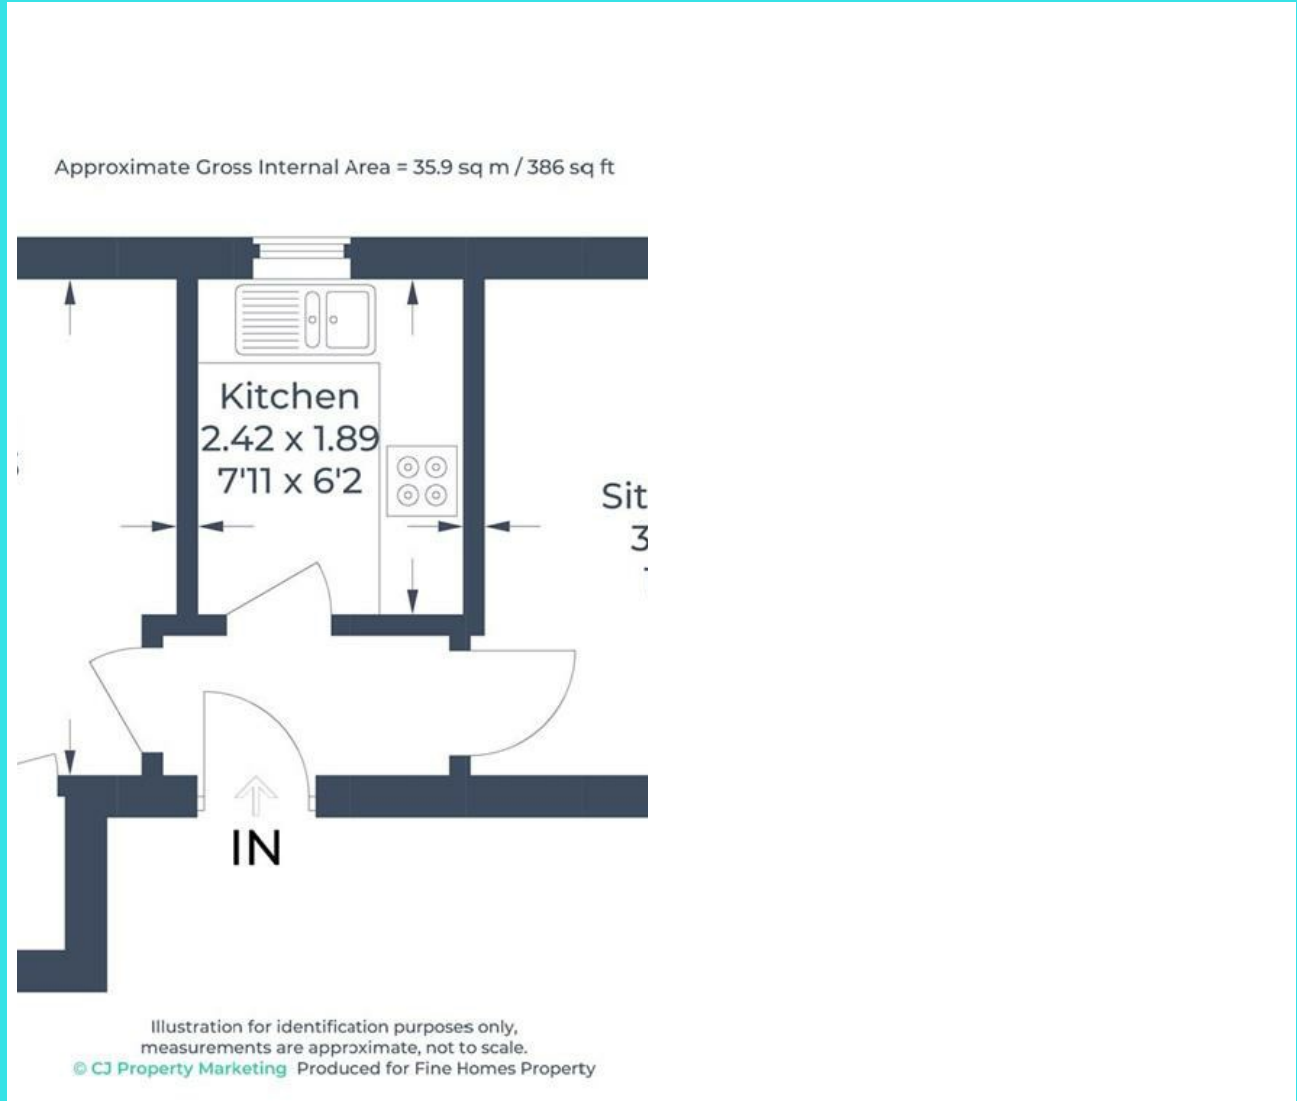 Approximate Gross Internal Area = 35.9 sq m / 386 sq ft
Kitchen
2.42 x 1.89
7'11 x 6'2
Sit
3
IN
Illustration for identification purposes only,
measurements are approximate, not to scale.
© CJ Property Marketing Produced for Fine Homes Property